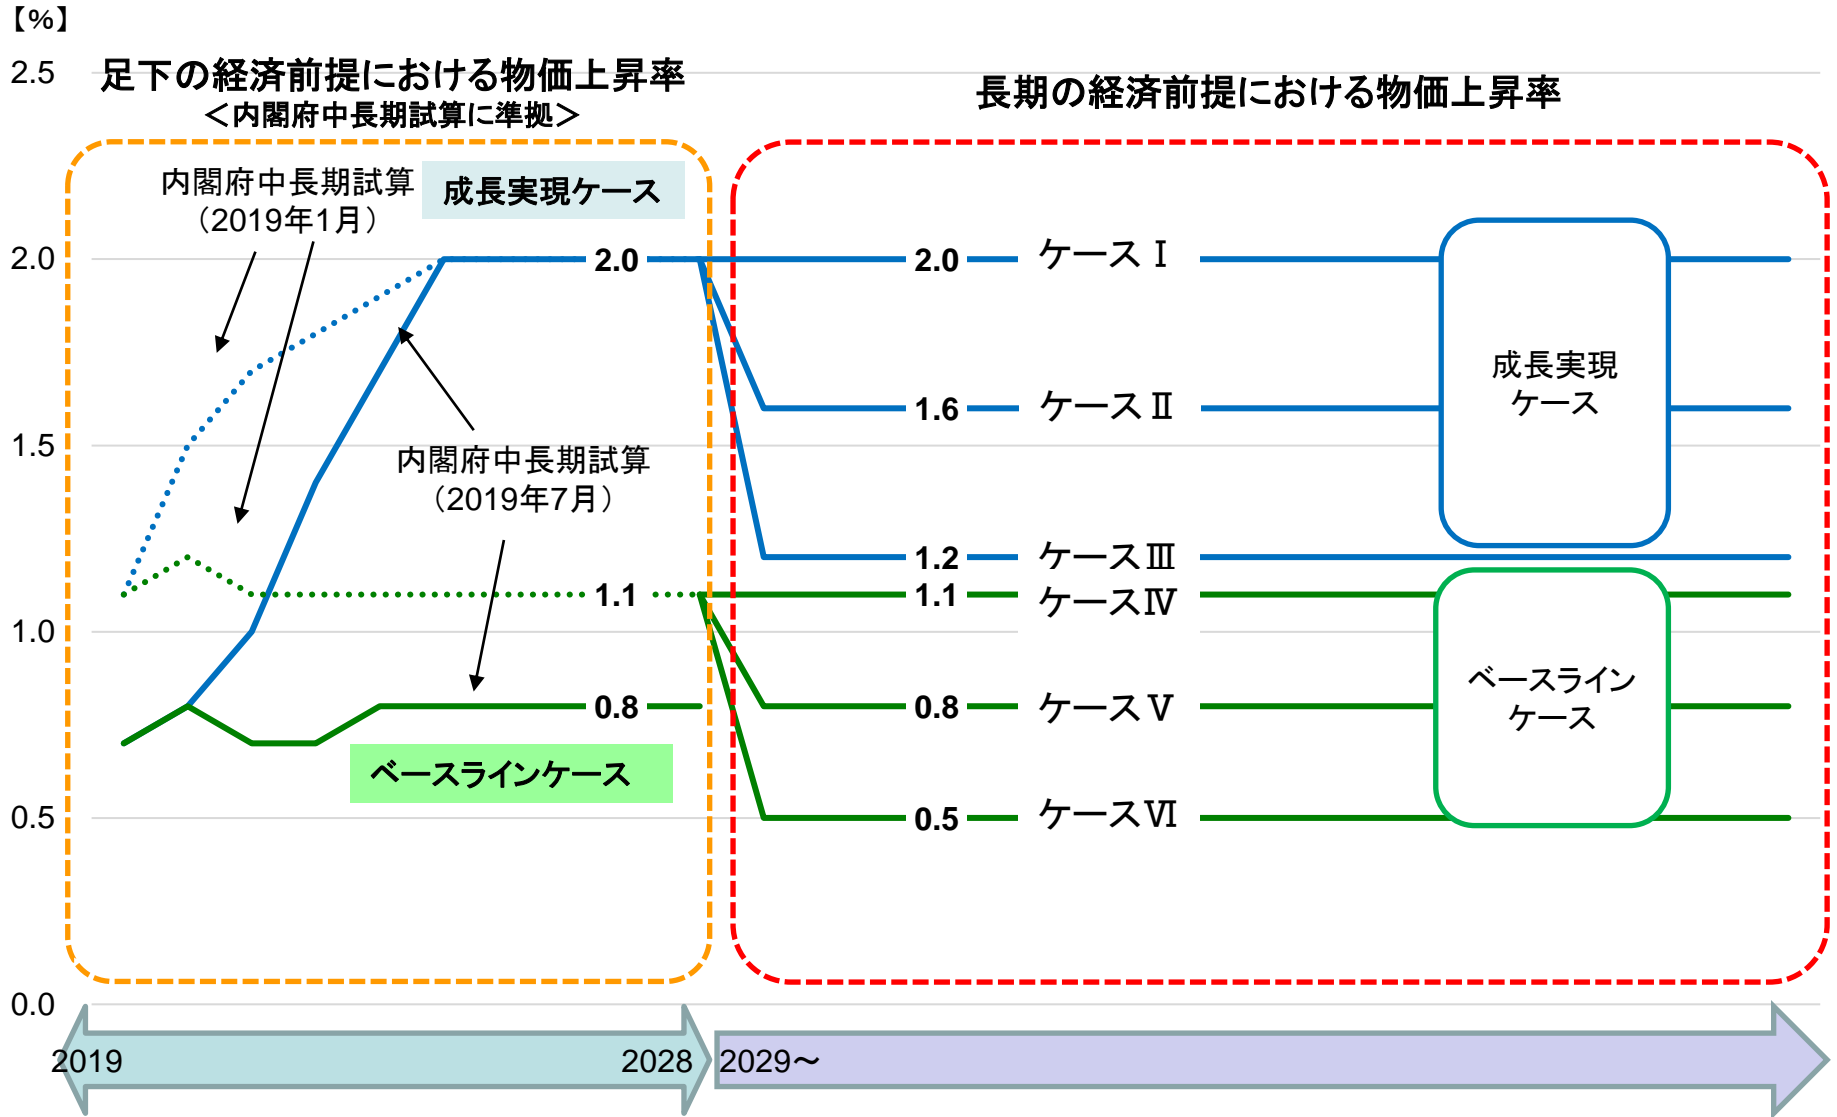 【%】
2.5
足下の経済前提における物価上昇率
＜内閣府中長期試算に準拠＞
長期の経済前提における物価上昇率
内閣府中長期試算
（2019年1月）
成長実現ケース
2.0
2.0
2.0
ケースⅠ
成長実現
ケース
1.6
ケースⅡ
1.5
内閣府中長期試算
（2019年7月）
1.2
ケースⅢ
1.1
1.1
ケースⅣ
1.0
ベースライン
ケース
0.8
0.8
ケースⅤ
ベースラインケース
0.5
0.5
ケースⅥ
0.0
2019
2028
2029～